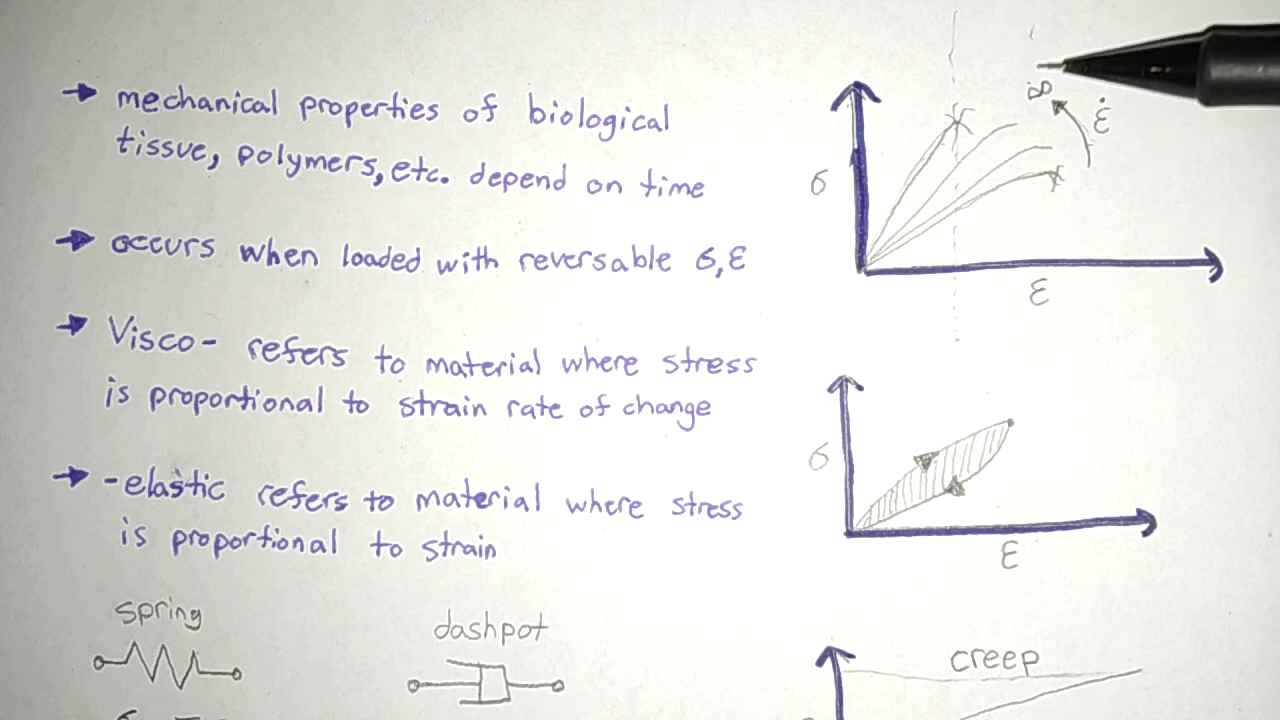 → mechanical properties of biological
tissue, polymers, etc. depend on time
→ occurs when loaded with reversable σ,ε
→ Visco- refers to material where stress
is proportional to strain rate of change
→ -elastic refers to material where stress
is proportional to strain
spring
dashpot
σ
ε
∞
ε̇
σ
ε
creep